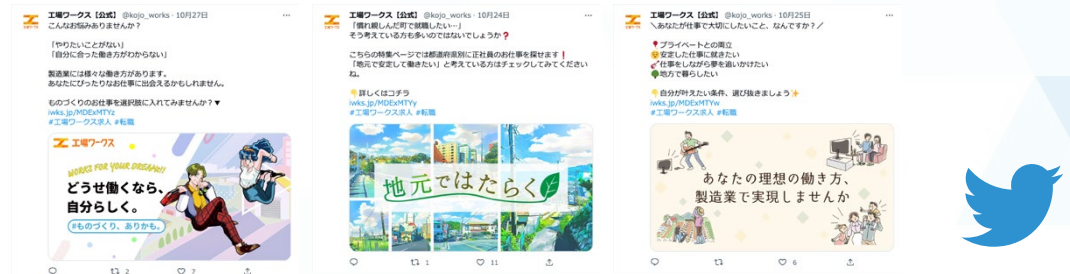 工場ワークス【公式】 @kojo_works · 10月27日
こんなお悩みありませんか？
「やりたいことがない」
「自分に合った働き方がわからない」
製造業には様々な働き方があります。
あなたにぴったりなお仕事に出会えるかもしれません。
ものづくりのお仕事を選択肢に入れてみませんか？▼
iwks.jp/MDExMTYz
#工場ワークス求人 #転職
工場ワークス
WORKS FOR YOUR DREAMS!!
どうせ働くなら、
自分らしく。
#ものづくり、ありかも。
2
7
工場ワークス【公式】 @kojo_works · 10月24日
「慣れ親しんだ町で就職したい…」
そう考えている方も多いのではないでしょうか❓
こちらの特集ページでは都道府県別に正社員のお仕事を探せます❗
「地元で安定して働きたい」と考えている方はチェックしてみてください
ね。
👇詳しくはコチラ
iwks.jp/MDExMTYy
#工場ワークス求人 #転職
地元ではたらく
1
11
工場ワークス【公式】 @kojo_works · 10月25日
＼あなたが仕事で大切にしたいこと、なんですか？／
プライベートとの両立
安定した仕事に就きたい
仕事をしながら夢を追いかけたい
地方で暮らしたい
👇自分が叶えたい条件、選び抜きましょう✨
iwks.jp/MDExMTYw
#工場ワークス求人 #転職
あなたの理想の働き方、
製造業で実現しませんか
6